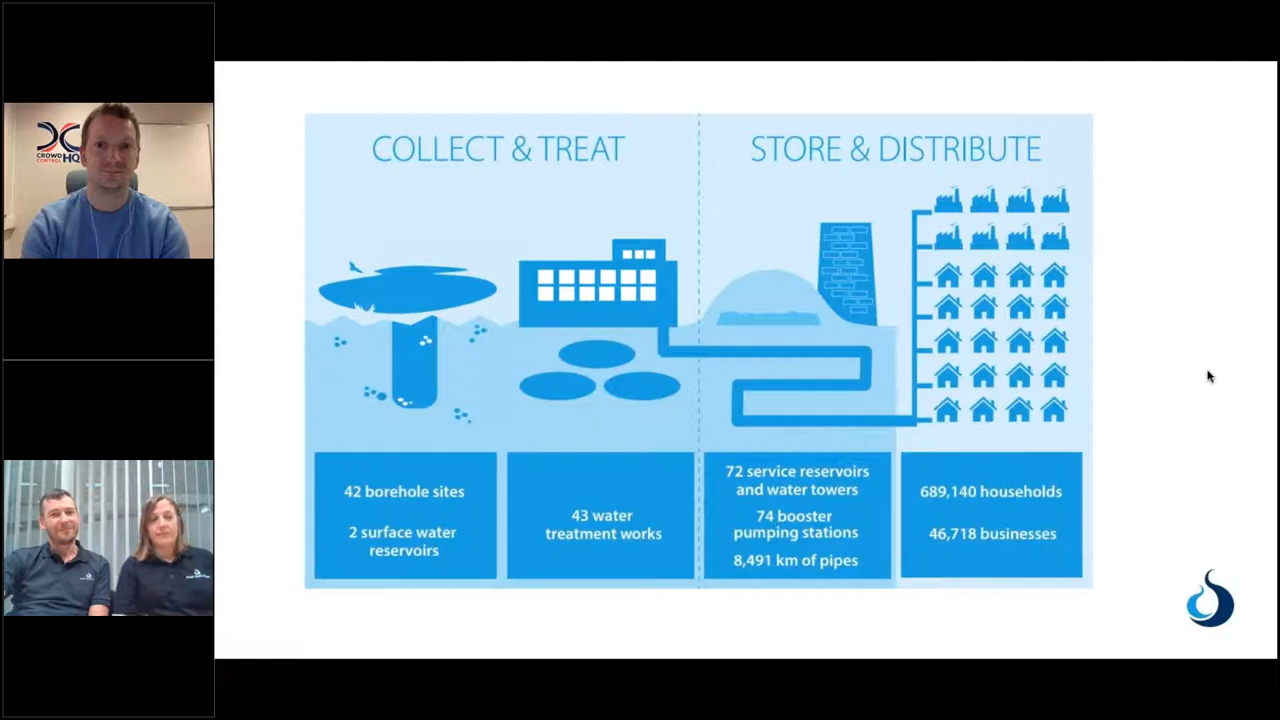 CROWD
CONTROL HQ
COLLECT & TREAT
STORE & DISTRIBUTE
42 borehole sites
2 surface water
reservoirs
43 water
treatment works
72 service reservoirs
and water towers
74 booster
pumping stations
8,491 km of pipes
689,140 households
46,718 businesses